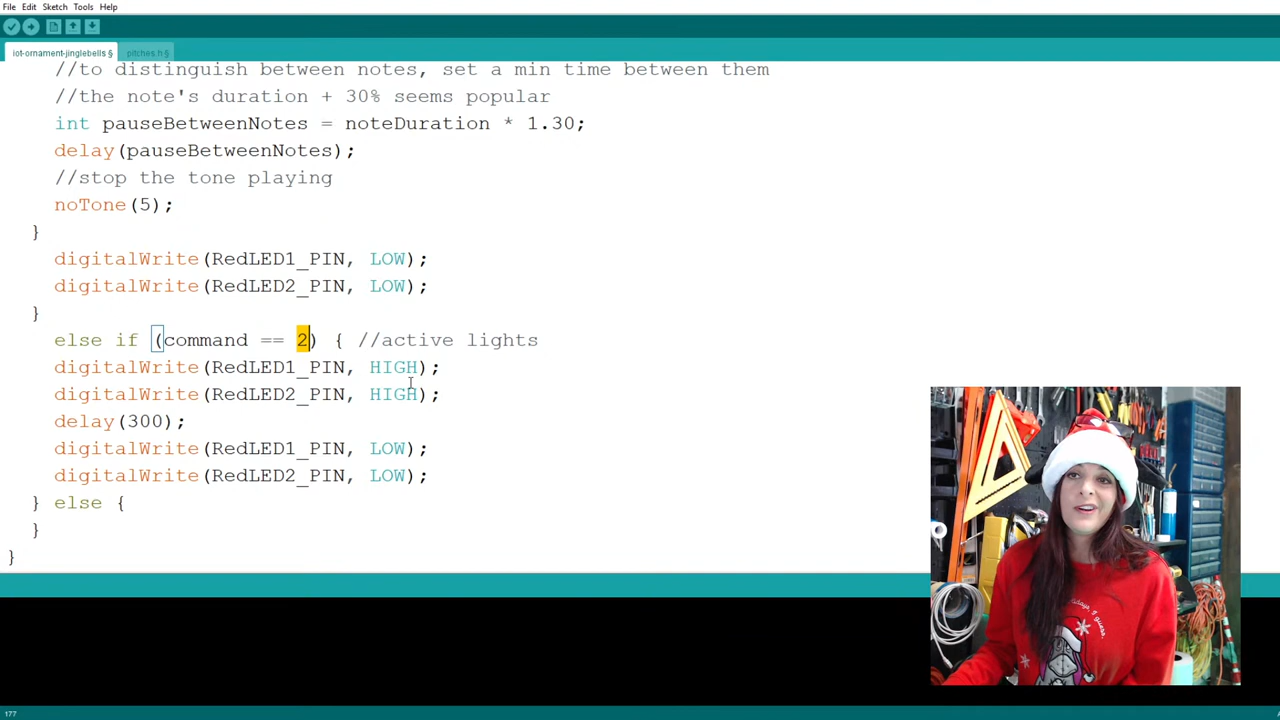 File Edit Sketch Tools Help
iot-ornament-jinglebells § pitches.h §
//to distinguish between notes, set a min time between them
//the note's duration + 30% seems popular
int pauseBetweenNotes = noteDuration * 1.30;
delay(pauseBetweenNotes);
//stop the tone playing
noTone(5);
}
digitalWrite(RedLED1_PIN, LOW);
digitalWrite(RedLED2_PIN, LOW);
}
else if (command == 2) { //active lights
digitalWrite(RedLED1_PIN, HIGH);
digitalWrite(RedLED2_PIN, HIGH);
delay(300);
digitalWrite(RedLED1_PIN, LOW);
digitalWrite(RedLED2_PIN, LOW);
} else {
}
}
I guess.
177